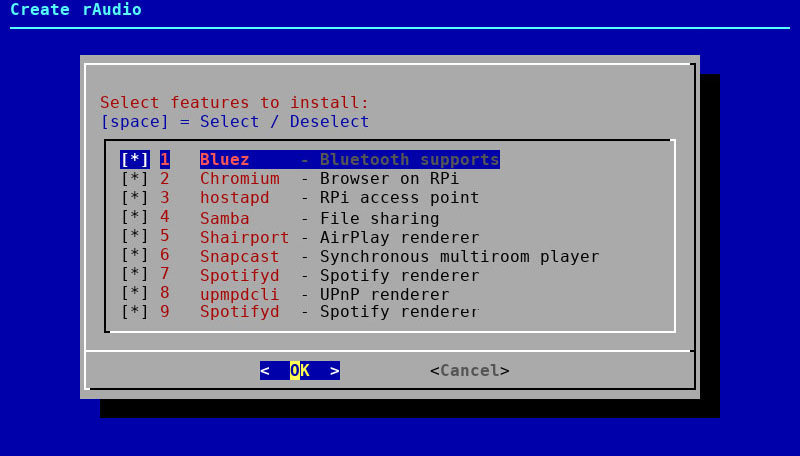 Create rAudio
Select features to install:
[space] = Select / Deselect
[*] 1 Bluez - Bluetooth supports
[*] 2 Chromium - Browser on RPi
[*] 3 hostapd - RPi access point
[*] 4 Samba - File sharing
[*] 5 Shairport - AirPlay renderer
[*] 6 Snapcast - Synchronous multiroom player
[*] 7 Spotifyd - Spotify renderer
[*] 8 upmpdcli - UPnP renderer
[*] 9 Spotifyd - Spotify renderer
< OK > <Cancel>